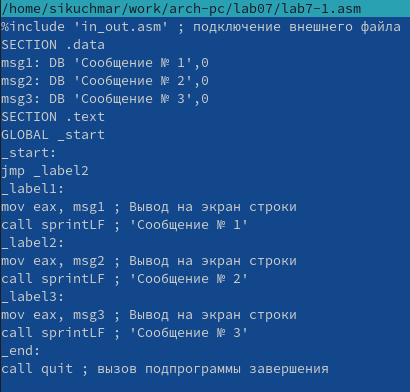 /home/sikuchmar/work/arch-pc/lab07/lab7-1.asm
%include 'in_out.asm' ; подключение внешнего файла
SECTION .data
msg1: DB 'Сообщение № 1',0
msg2: DB 'Сообщение № 2',0
msg3: DB 'Сообщение № 3',0
SECTION .text
GLOBAL _start
_start:
jmp _label2
_label1:
mov eax, msg1 ; Вывод на экран строки
call sprintLF ; 'Сообщение № 1'
_label2:
mov eax, msg2 ; Вывод на экран строки
call sprintLF ; 'Сообщение № 2'
_label3:
mov eax, msg3 ; Вывод на экран строки
call sprintLF ; 'Сообщение № 3'
_end:
call quit ; вызов подпрограммы завершения